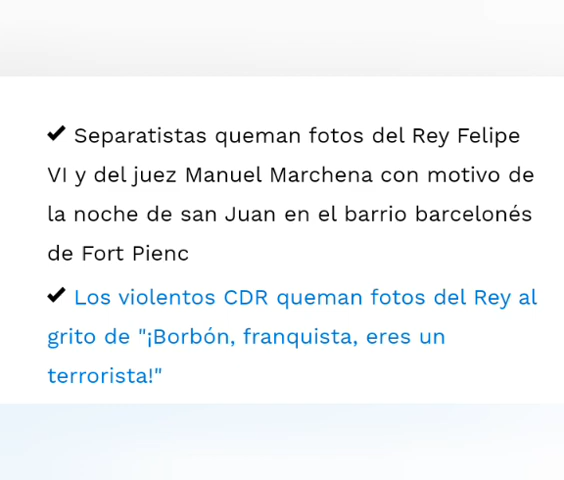 ✔ Separatistas queman fotos del Rey Felipe
VI y del juez Manuel Marchena con motivo de
la noche de san Juan en el barrio barcelonés
de Fort Pienc
✔ Los violentos CDR queman fotos del Rey al
grito de "¡Borbón, franquista, eres un
terrorista!"